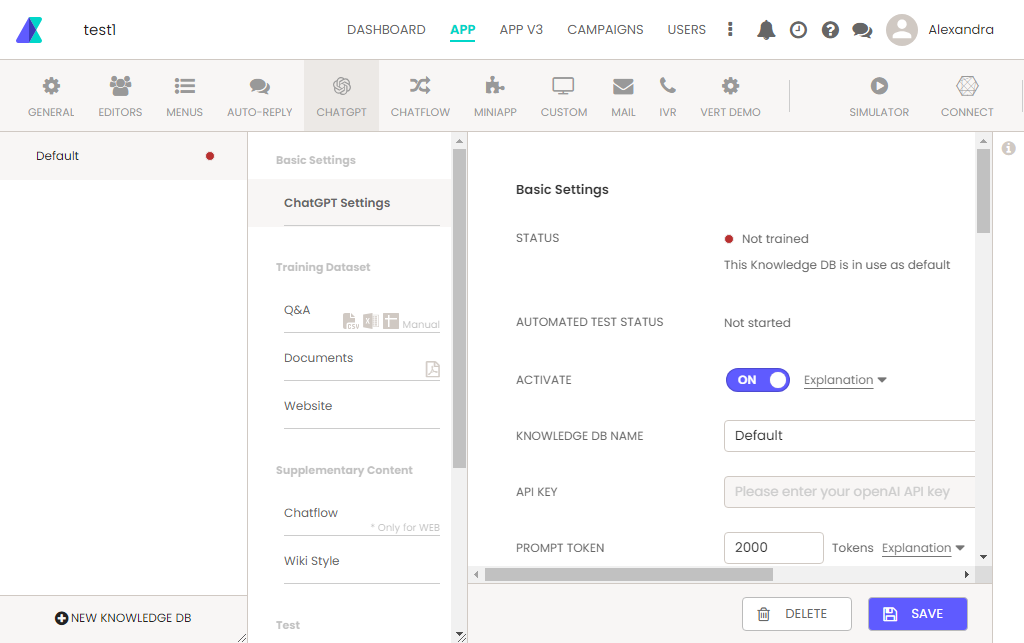 test1
DASHBOARD
APP
APP V3
CAMPAIGNS
USERS
Alexandra
GENERAL
EDITORS
MENUS
AUTO-REPLY
CHATGPT
CHATFLOW
MINIAPP
CUSTOM
MAIL
IVR
VERT DEMO
SIMULATOR
CONNECT
Default
NEW KNOWLEDGE DB
Basic Settings
ChatGPT Settings
Training Dataset
Q&A
CSV
Manual
Documents
Website
Supplementary Content
Chatflow
* Only for WEB
Wiki Style
Test
Basic Settings
STATUS
Not trained
This Knowledge DB is in use as default
AUTOMATED TEST STATUS
Not started
ACTIVATE
ON
Explanation
KNOWLEDGE DB NAME
Default
API KEY
Please enter your openAI API key
PROMPT TOKEN
2000
Tokens
Explanation
DELETE
SAVE